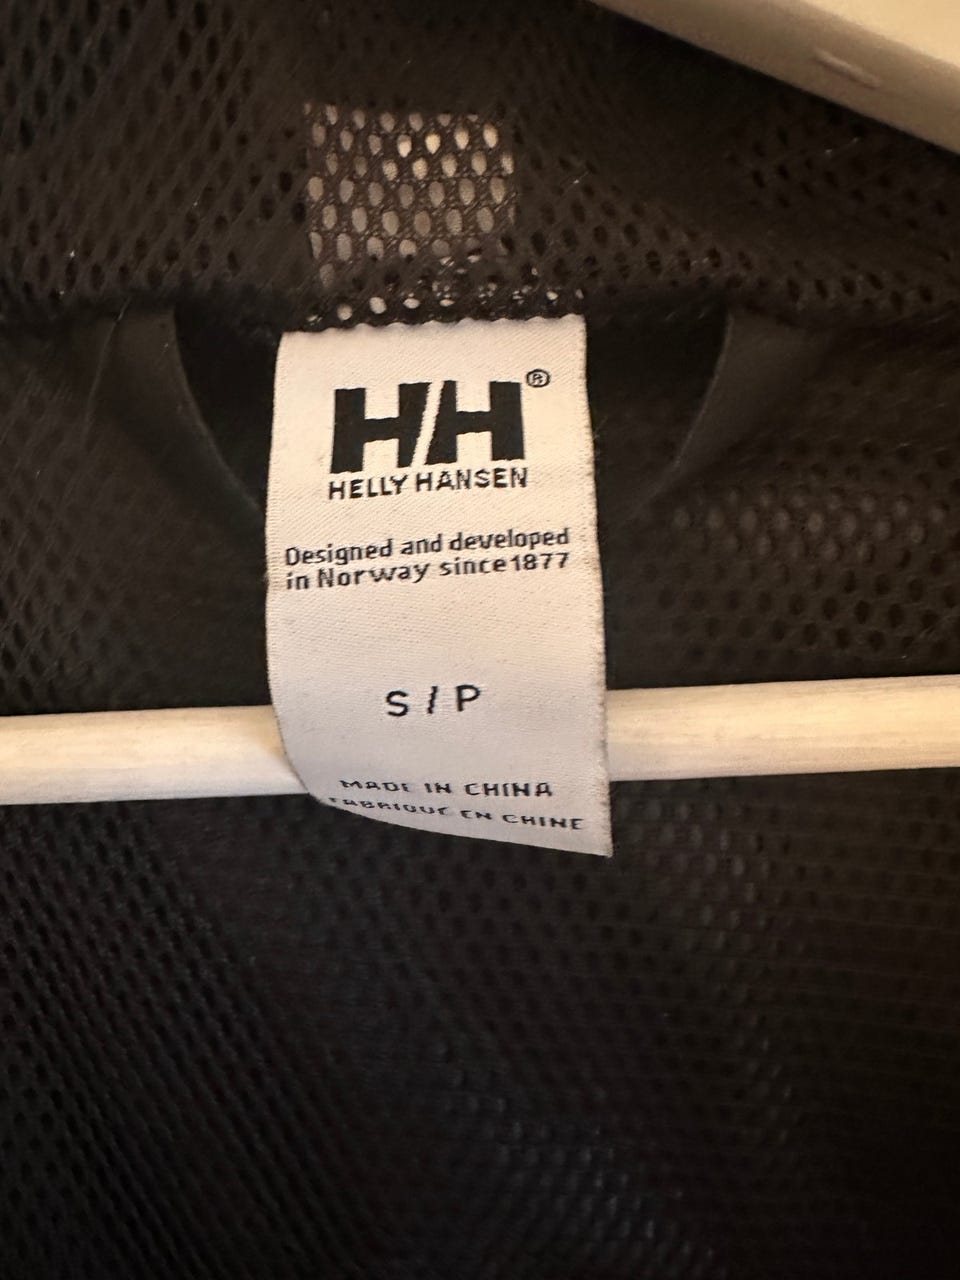 HH®
HELLY HANSEN
Designed and developed
in Norway since 1877
S / P
MADE IN CHINA
FABRIQUE EN CHINE